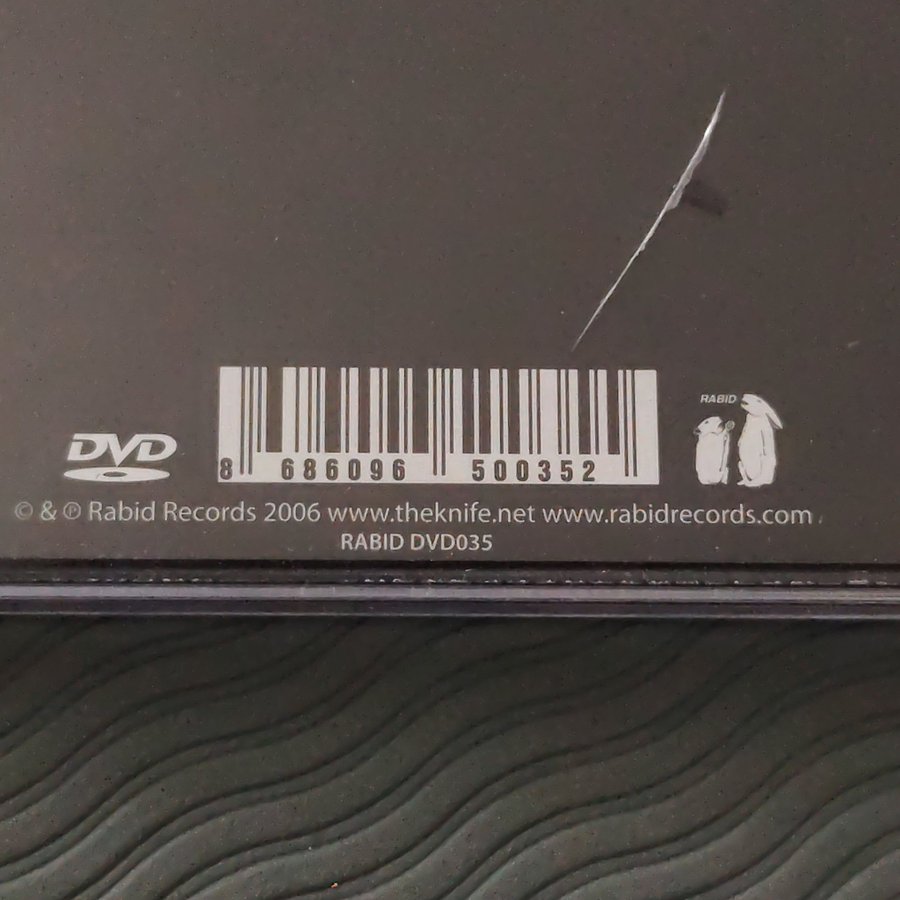 RABID
DVD
8 686096 500352
© & ℗ Rabid Records 2006 www.theknife.net www.rabidrecords.com
RABID DVD035